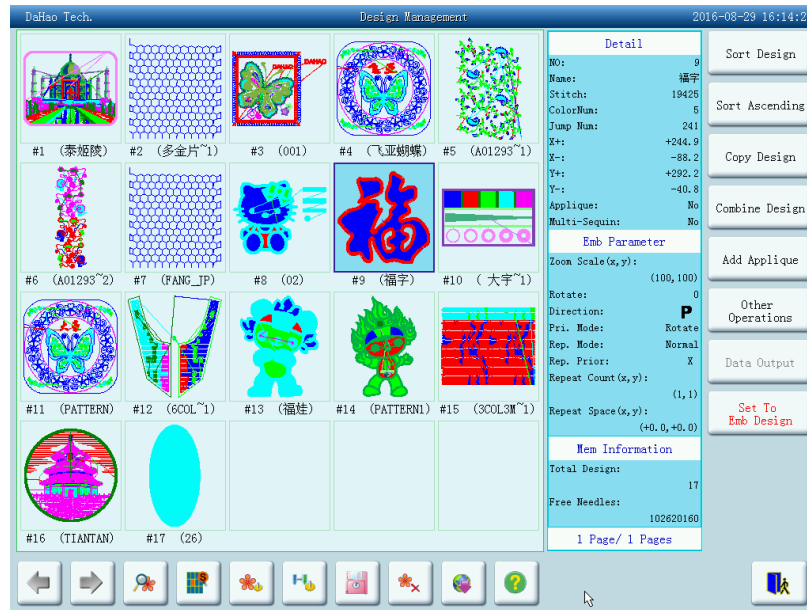 DaHao Tech.
Design Management
2016-08-29 16:14:2
#1 (泰姬陵)
#2 (多金片~1)
#3 (001)
#4 (飞亚蝴蝶)
#5 (A01293~1)
#6 (A01293~2)
#7 (FANG_JP)
#8 (02)
#9 (福字)
#10 ( 大宇~1)
#11 (PATTERN)
#12 (6COL~1)
#13 (福娃)
#14 (PATTERN1)
#15 (3COL3M~1)
#16 (TIANTAN)
#17 (26)
DAHAO
DAHAO
福
Detail
NO: 9
Name: 福字
Stitch: 19425
ColorNum: 5
Jump Num: 241
X+: +244.9
X-: -88.2
Y+: +292.2
Y-: -40.8
Applique: No
Multi-Sequin: No
Emb Parameter
Zoom Scale(x,y):
(100,100)
Rotate: 0
Direction: P
Pri. Mode: Rotate
Rep. Mode: Normal
Rep. Prior: X
Repeat Count(x,y):
(1,1)
Repeat Space(x,y):
(+0.0,+0.0)
Mem Information
Total Design:
17
Free Needles:
102620160
1 Page/ 1 Pages
Sort Design
Sort Ascending
Copy Design
Combine Design
Add Applique
Other
Operations
Data Output
Set To
Emb Design